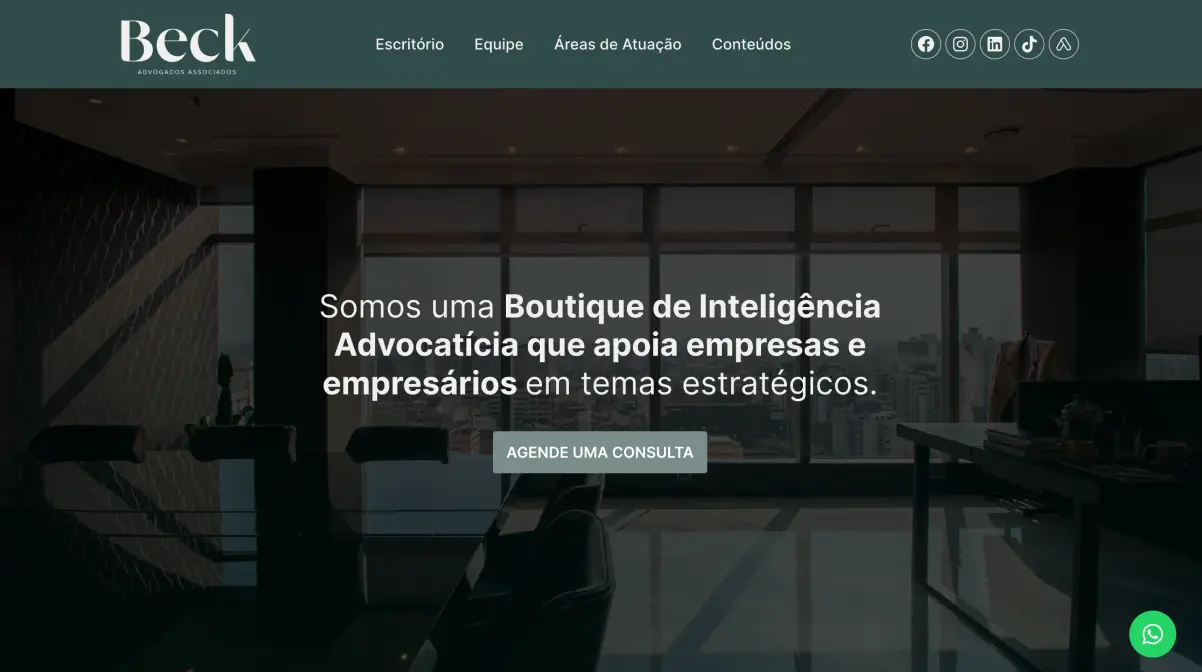 Beck
ADVOGADOS ASSOCIADOS
Escritório
Equipe
Áreas de Atuação
Conteúdos
Somos uma Boutique de Inteligência
Advocatícia que apoia empresas e
empresários em temas estratégicos.
AGENDE UMA CONSULTA